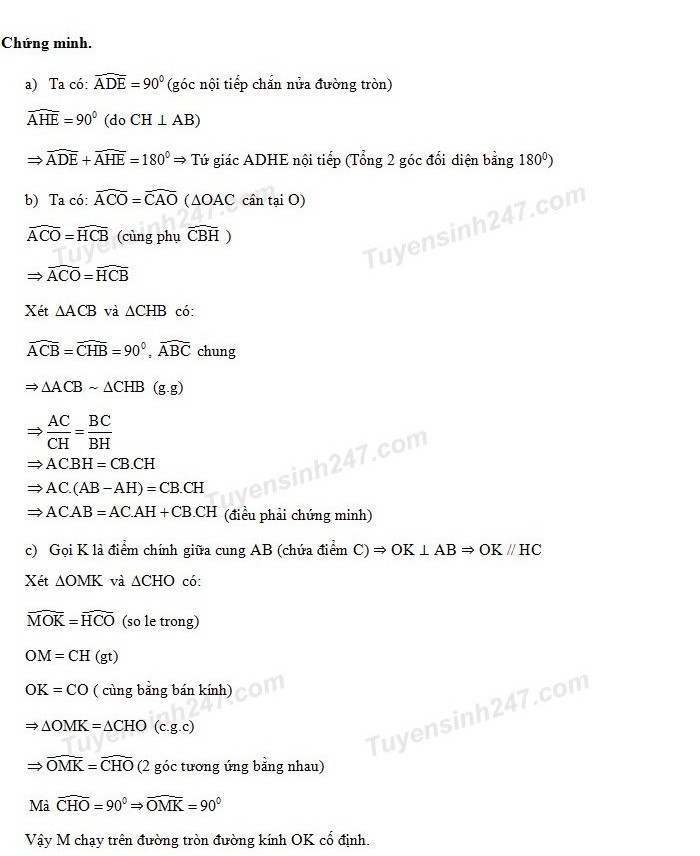 Chứng minh.
a) Ta có: ADE = 90⁰ (góc nội tiếp chắn nửa đường tròn)
AHE = 90⁰ (do CH ⊥ AB)
⇒ ADE + AHE = 180⁰ ⇒ Tứ giác ADHE nội tiếp (Tổng 2 góc đối diện bằng 180⁰)
b) Ta có: ACO = CAO (ΔOAC cân tại O)
ACO = HCB (cùng phụ CBH )
⇒ ACO = HCB
Xét ΔACB và ΔCHB có:
ACB = CHB = 90⁰, ABC chung
⇒ ΔACB ~ ΔCHB (g.g)
⇒ AC/CH = BC/BH
⇒ AC.BH = CB.CH
⇒ AC.(AB − AH) = CB.CH
⇒ AC.AB = AC.AH + CB.CH (điều phải chứng minh)
c) Gọi K là điểm chính giữa cung AB (chứa điểm C) ⇒ OK ⊥ AB ⇒ OK // HC
Xét ΔOMK và ΔCHO có:
MOK = HCO (so le trong)
OM = CH (gt)
OK = CO ( cùng bằng bán kính)
⇒ ΔOMK = ΔCHO (c.g.c)
⇒ OMK = CHO (2 góc tương ứng bằng nhau)
Mà CHO = 90⁰ ⇒ OMK = 90⁰
Vậy M chạy trên đường tròn đường kính OK cố định.
Tuyensinh247.com
Tuyensinh247.com
Tuyensinh247.com
Tuyensinh247.com
Tuyensinh247.com